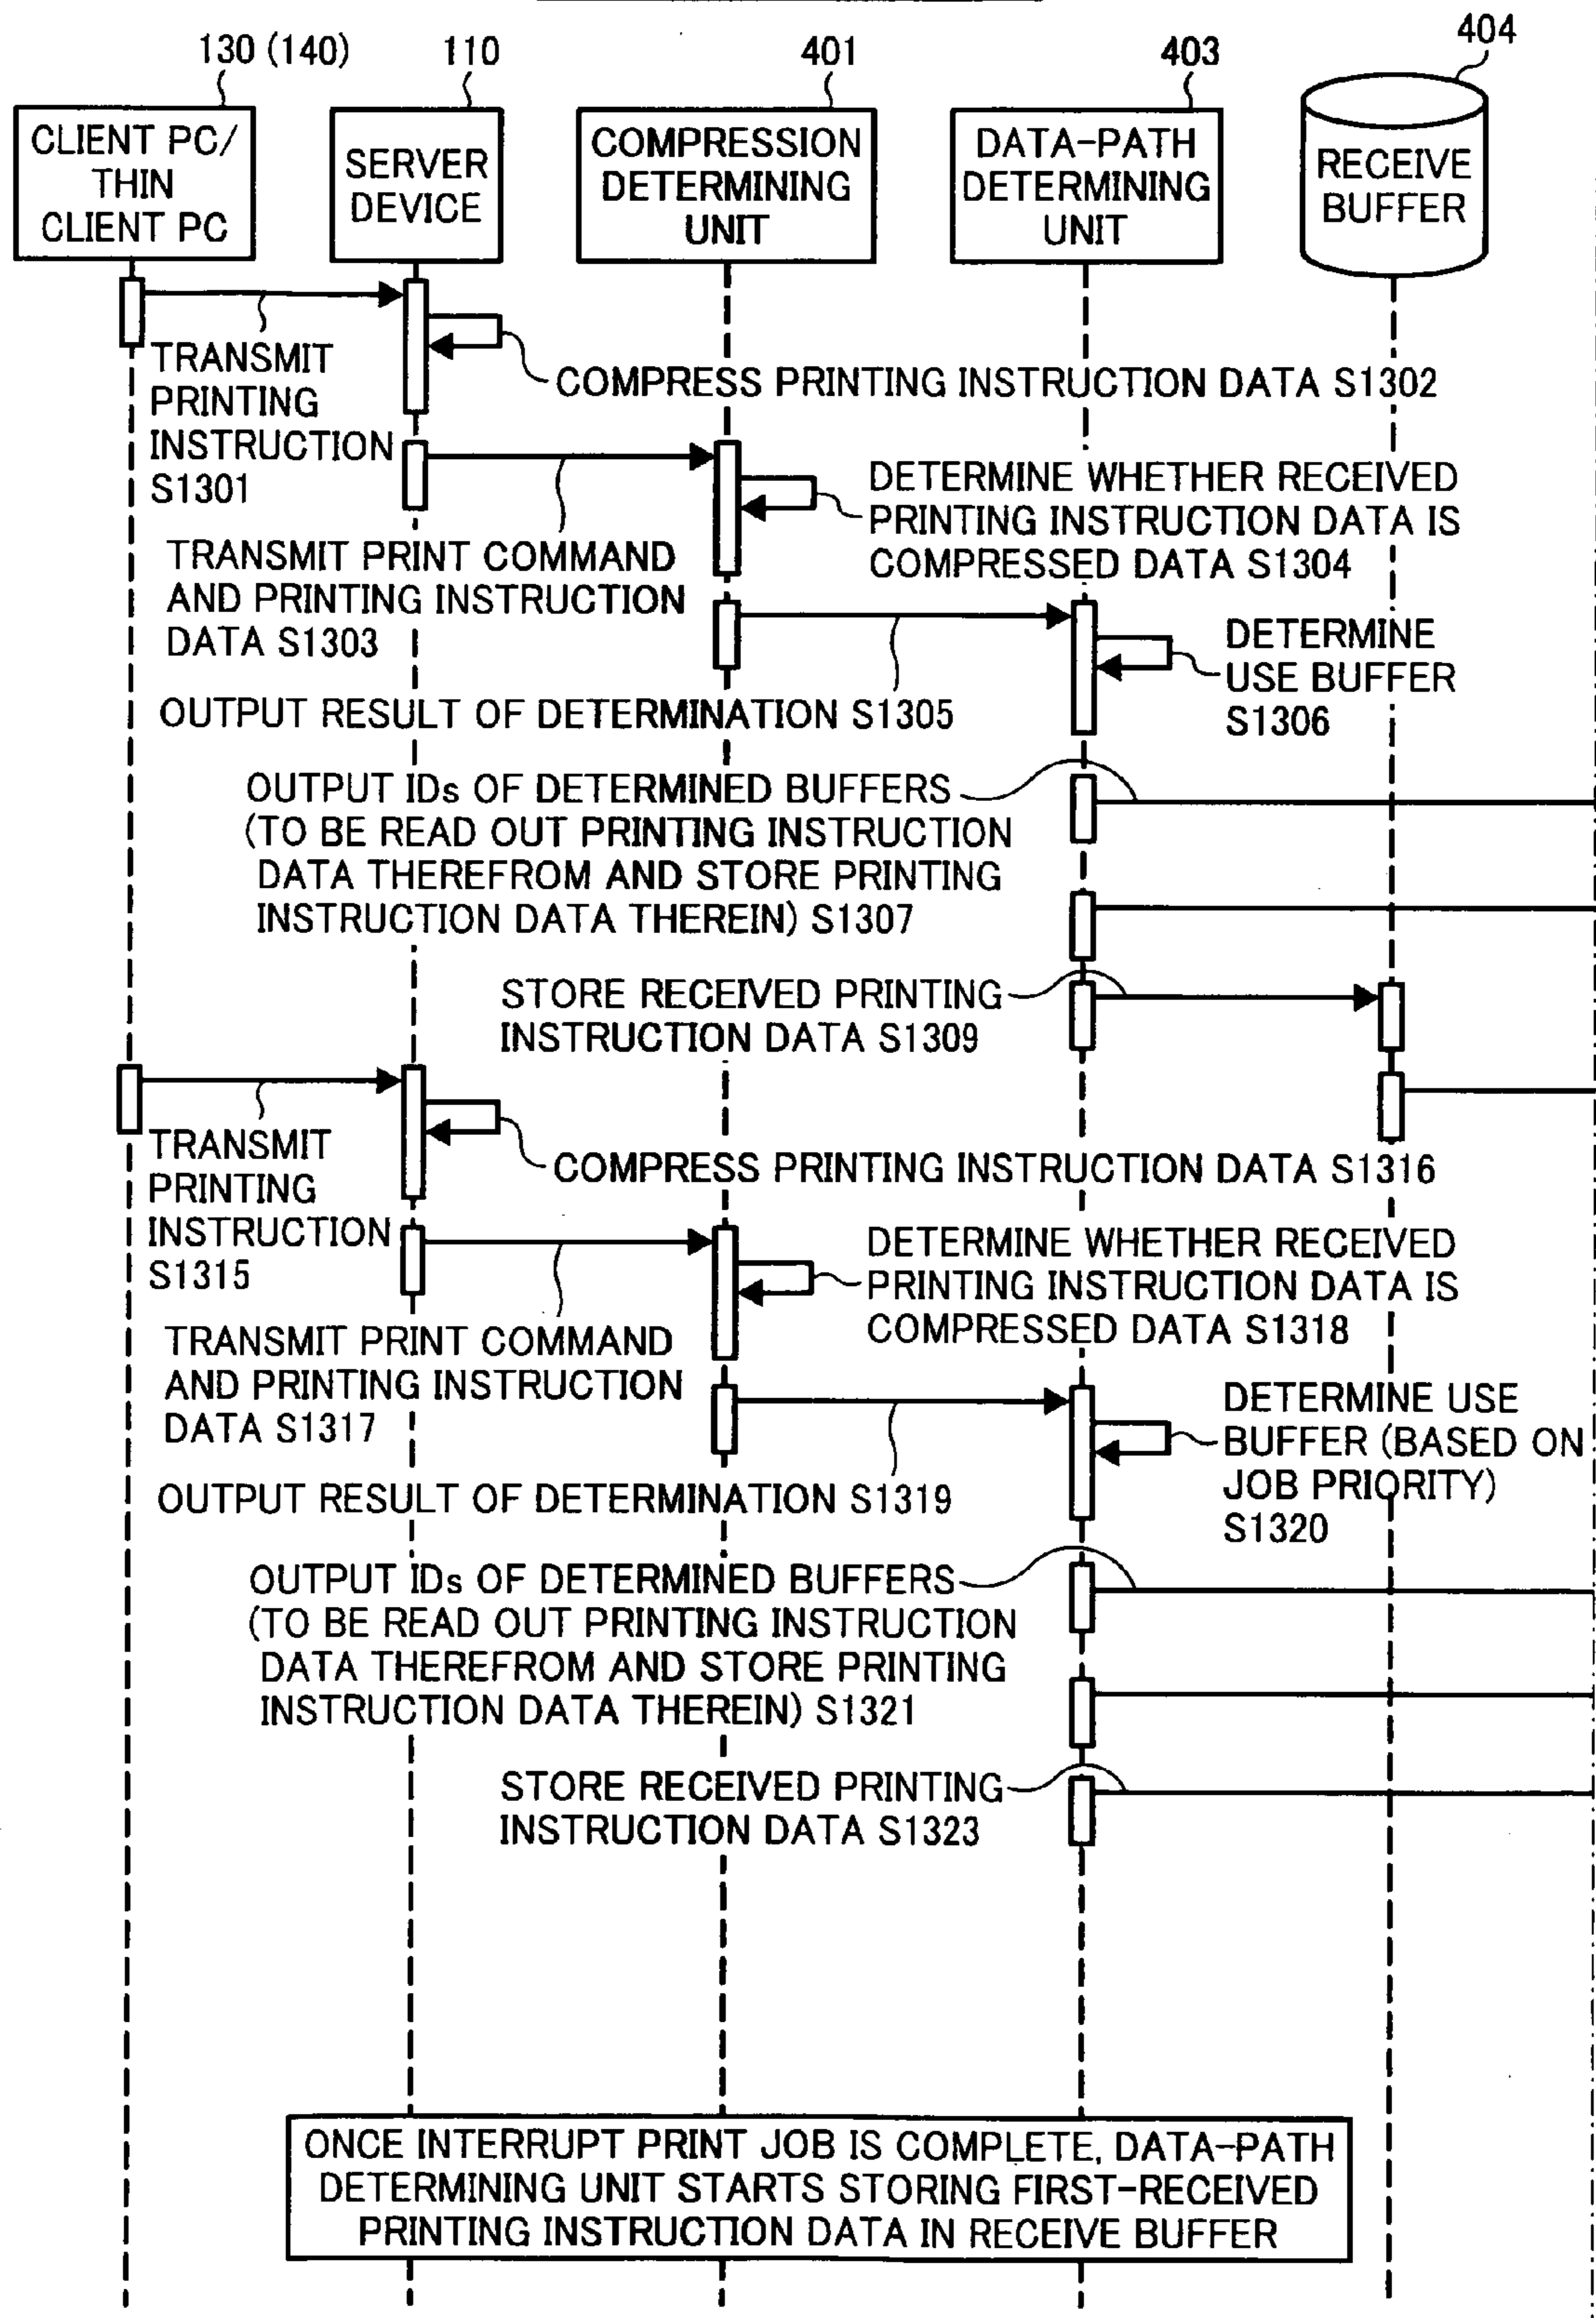 130 (140)
110
401
403
404
CLIENT PC/
THIN
CLIENT PC
SERVER
DEVICE
COMPRESSION
DETERMINING
UNIT
DATA-PATH
DETERMINING
UNIT
RECEIVE
BUFFER
TRANSMIT
PRINTING
INSTRUCTION
S1301
COMPRESS PRINTING INSTRUCTION DATA S1302
TRANSMIT PRINT COMMAND
AND PRINTING INSTRUCTION
DATA S1303
DETERMINE WHETHER RECEIVED
PRINTING INSTRUCTION DATA IS
COMPRESSED DATA S1304
OUTPUT RESULT OF DETERMINATION S1305
DETERMINE
USE BUFFER
S1306
OUTPUT IDs OF DETERMINED BUFFERS
(TO BE READ OUT PRINTING INSTRUCTION
DATA THEREFROM AND STORE PRINTING
INSTRUCTION DATA THEREIN) S1307
STORE RECEIVED PRINTING
INSTRUCTION DATA S1309
TRANSMIT
PRINTING
INSTRUCTION
S1315
COMPRESS PRINTING INSTRUCTION DATA S1316
TRANSMIT PRINT COMMAND
AND PRINTING INSTRUCTION
DATA S1317
DETERMINE WHETHER RECEIVED
PRINTING INSTRUCTION DATA IS
COMPRESSED DATA S1318
OUTPUT RESULT OF DETERMINATION S1319
DETERMINE USE
BUFFER (BASED ON
JOB PRIORITY)
S1320
OUTPUT IDs OF DETERMINED BUFFERS
(TO BE READ OUT PRINTING INSTRUCTION
DATA THEREFROM AND STORE PRINTING
INSTRUCTION DATA THEREIN) S1321
STORE RECEIVED PRINTING
INSTRUCTION DATA S1323
ONCE INTERRUPT PRINT JOB IS COMPLETE, DATA-PATH
DETERMINING UNIT STARTS STORING FIRST-RECEIVED
PRINTING INSTRUCTION DATA IN RECEIVE BUFFER